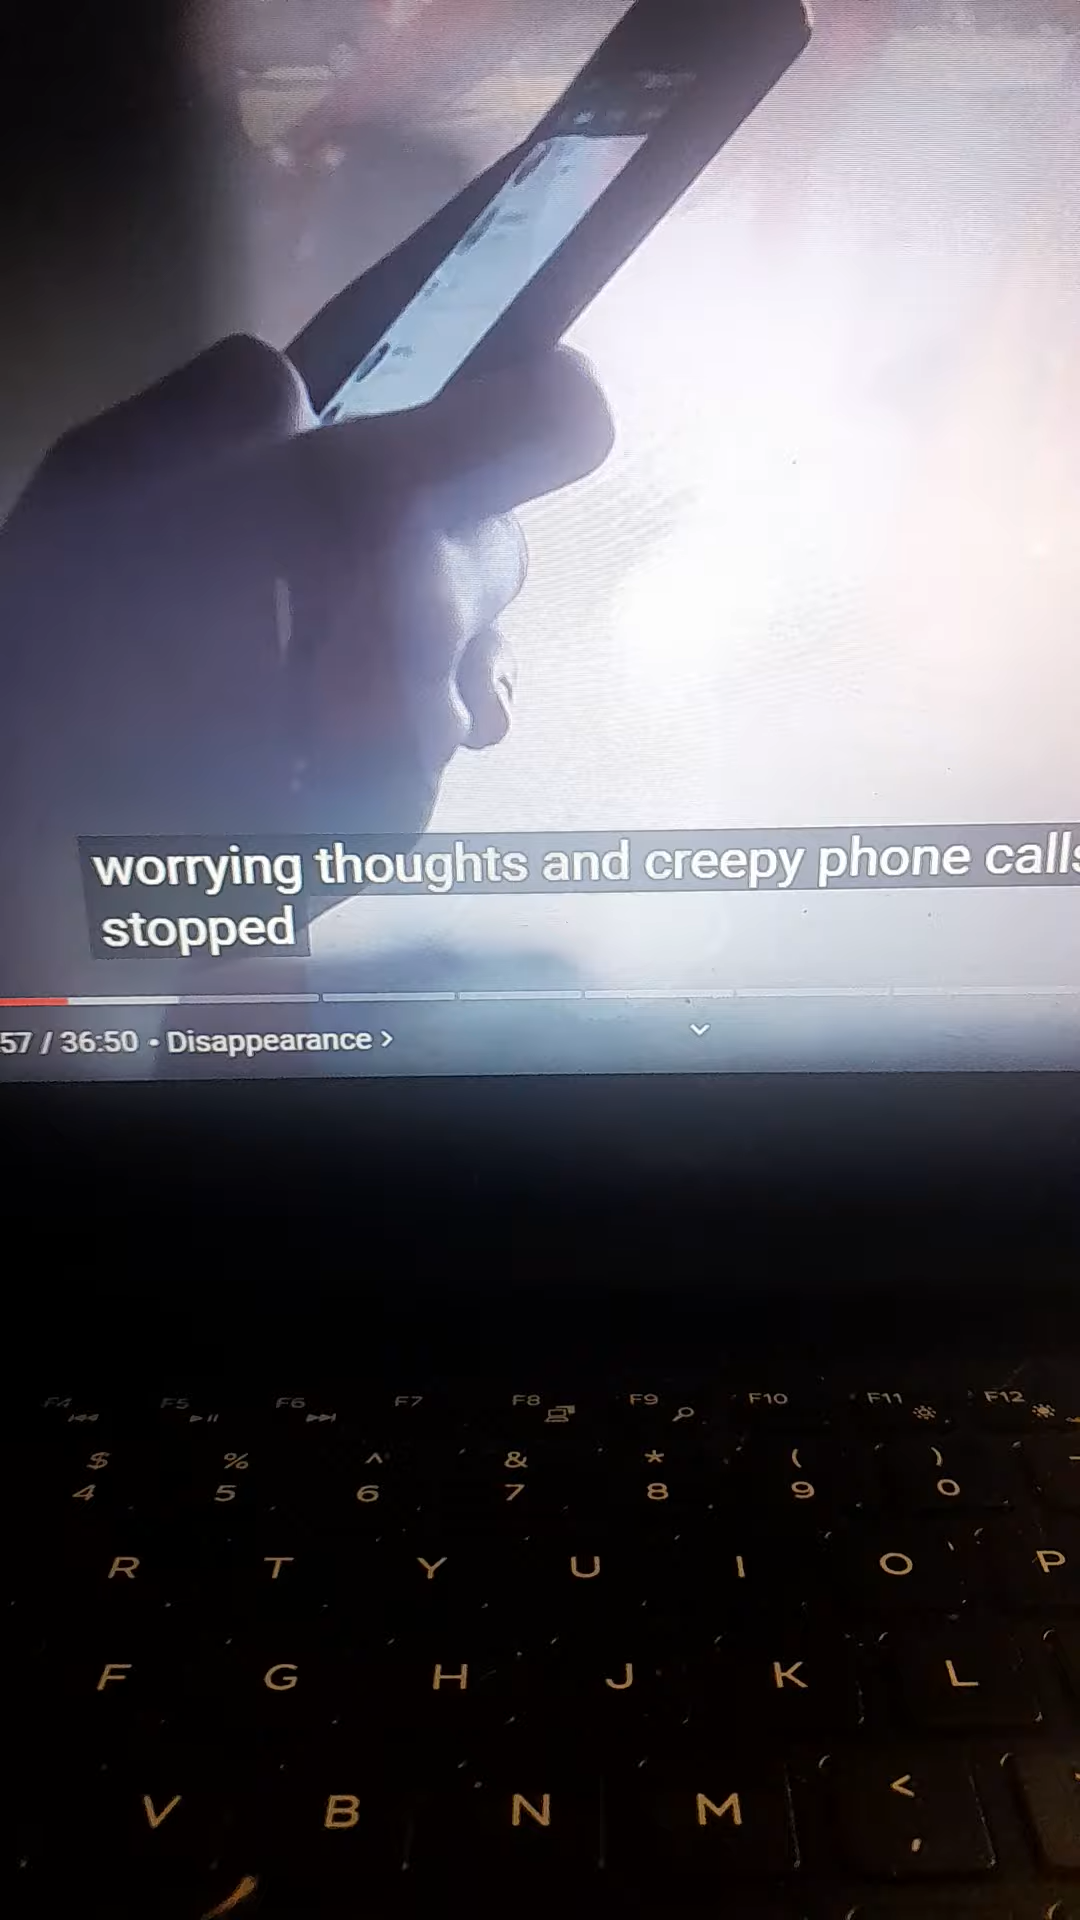 worrying thoughts and creepy phone calls
stopped
57 / 36:50 • Disappearance >
F4 F5 F6 F7 F8 F9 F10 F11 F12
$ % ^ & * ( )
4 5 6 7 8 9 0
R T Y U I O P
F G H J K L
V B N M <
,